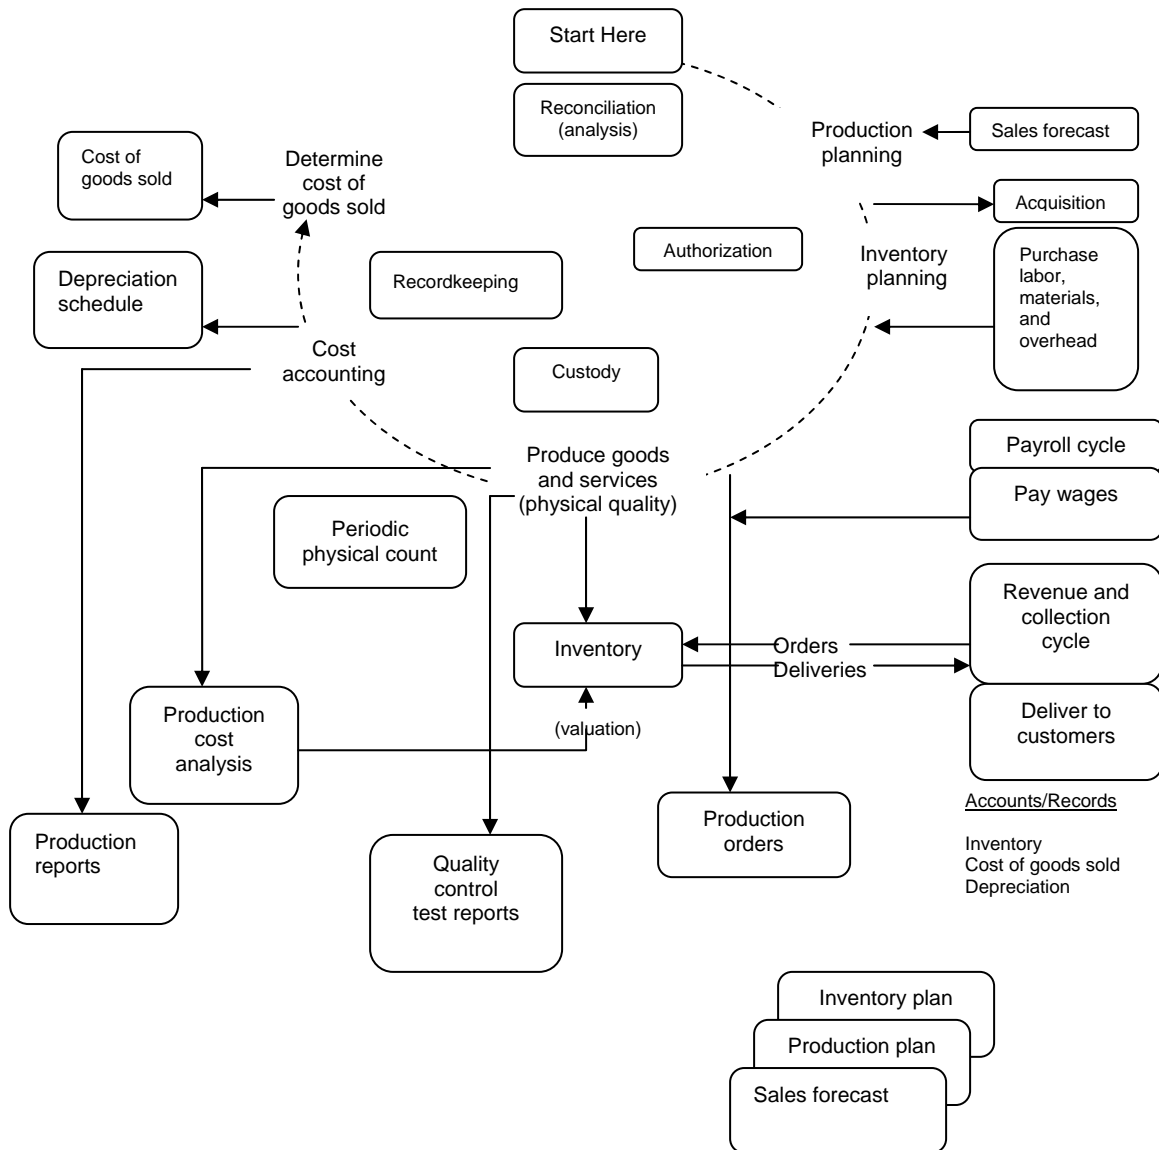 Start Here
Reconciliation
(analysis)
Production
planning
Sales forecast
Cost of
goods sold
Determine
cost of
goods sold
Acquisition
Authorization
Inventory
planning
Purchase
labor,
materials,
and
overhead
Depreciation
schedule
Recordkeeping
Cost
accounting
Custody
Payroll cycle
Produce goods
and services
(physical quality)
Pay wages
Periodic
physical count
Revenue and
collection
cycle
Inventory
Orders
Deliveries
Production
cost
analysis
(valuation)
Deliver to
customers
Accounts/Records
Production
reports
Production
orders
Inventory
Cost of goods sold
Depreciation
Quality
control
test reports
Inventory plan
Production plan
Sales forecast